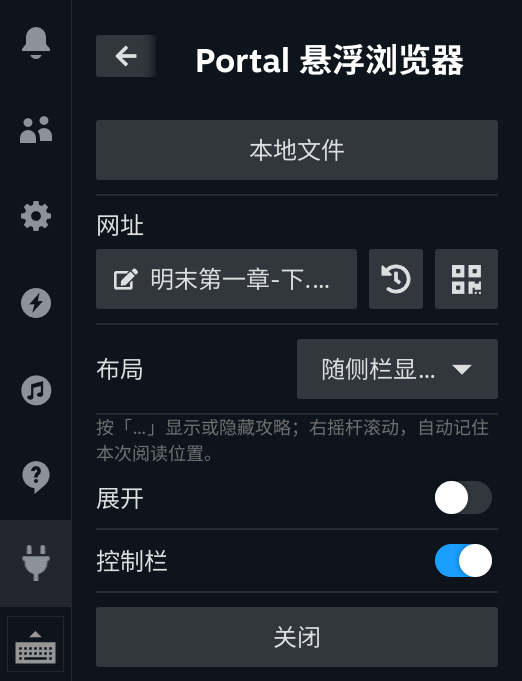 Portal 悬浮浏览器
本地文件
网址
明末第一章-下....
布局
随侧栏显...
按「...」显示或隐藏攻略；右摇杆滚动，自动记住
本次阅读位置。
展开
控制栏
关闭